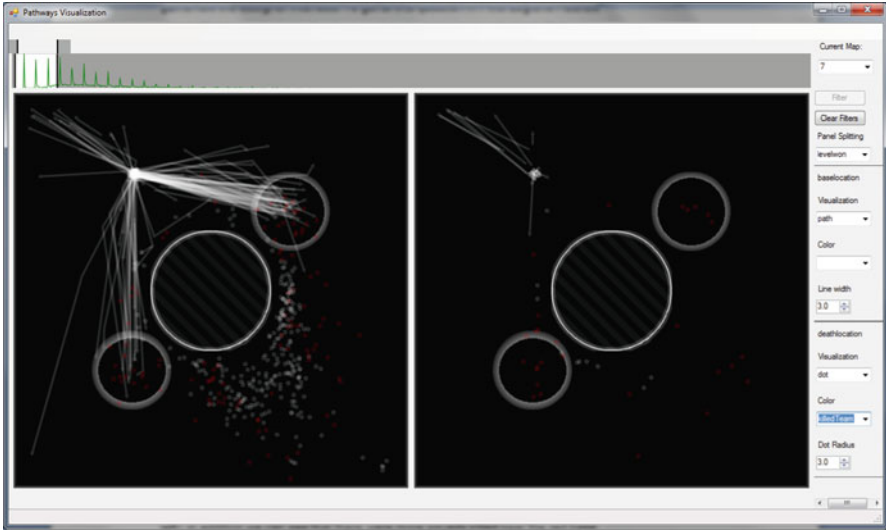 Pathways Visualization
Current Map:
7
Filter
Clear Filters
Panel Splitting
levelwon
baselocation
Visualization
path
Color
Line width
3.0
deathlocation
Visualization
dot
Color
killedTeam
Dot Radius
3.0